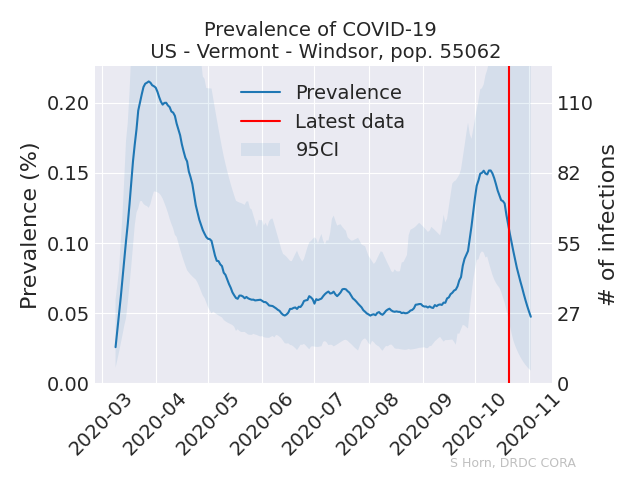 Prevalence of COVID-19
US - Vermont - Windsor, pop. 55062
Prevalence
Latest data
95CI
Prevalence (%)
0.20
0.15
0.10
0.05
0.00
110
82
55
27
0
# of infections
2020-03
2020-04
2020-05
2020-06
2020-07
2020-08
2020-09
2020-10
2020-11
S Horn, DRDC CORA